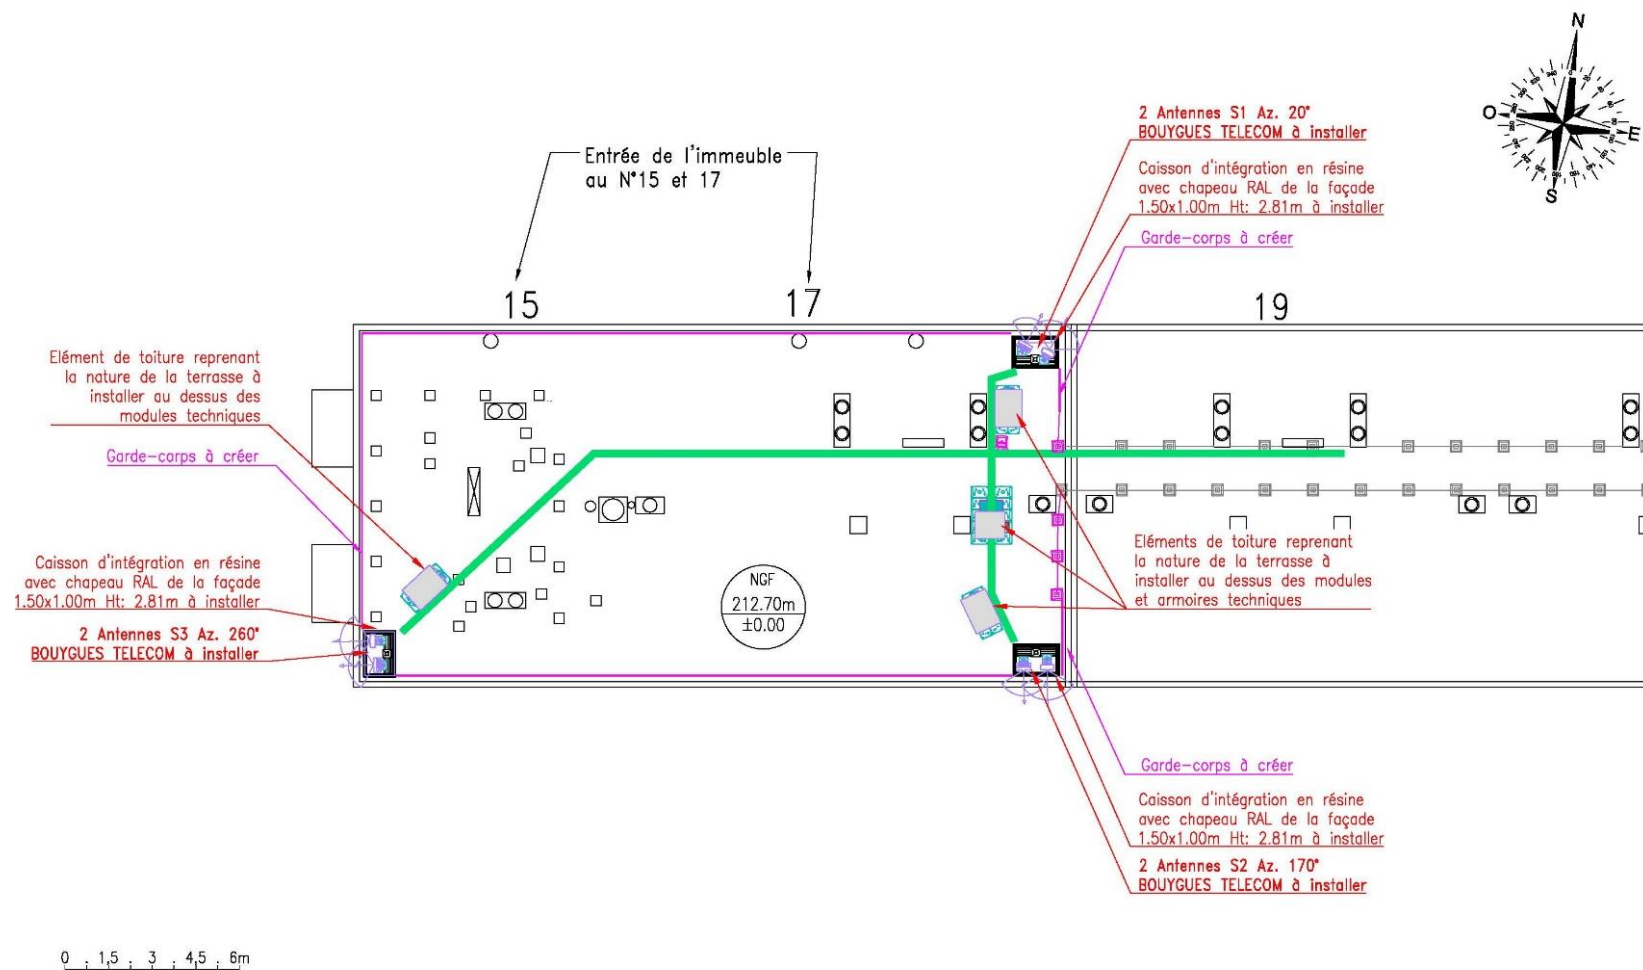 N
O
E
S
2 Antennes S1 Az. 20°
BOUYGUES TELECOM à installer
Caisson d'intégration en résine
avec chapeau RAL de la façade
1.50x1.00m Ht: 2.81m à installer
Garde-corps à créer
Entrée de l'immeuble
au N°15 et 17
15
17
19
Elément de toiture reprenant
la nature de la terrasse à
installer au dessus des
modules techniques
Garde-corps à créer
Caisson d'intégration en résine
avec chapeau RAL de la façade
1.50x1.00m Ht: 2.81m à installer
2 Antennes S3 Az. 260°
BOUYGUES TELECOM à installer
NGF
212.70m
±0.00
Eléments de toiture reprenant
la nature de la terrasse à
installer au dessus des modules
et armoires techniques
Garde-corps à créer
Caisson d'intégration en résine
avec chapeau RAL de la façade
1.50x1.00m Ht: 2.81m à installer
2 Antennes S2 Az. 170°
BOUYGUES TELECOM à installer
0 1,5 3 4,5 6m